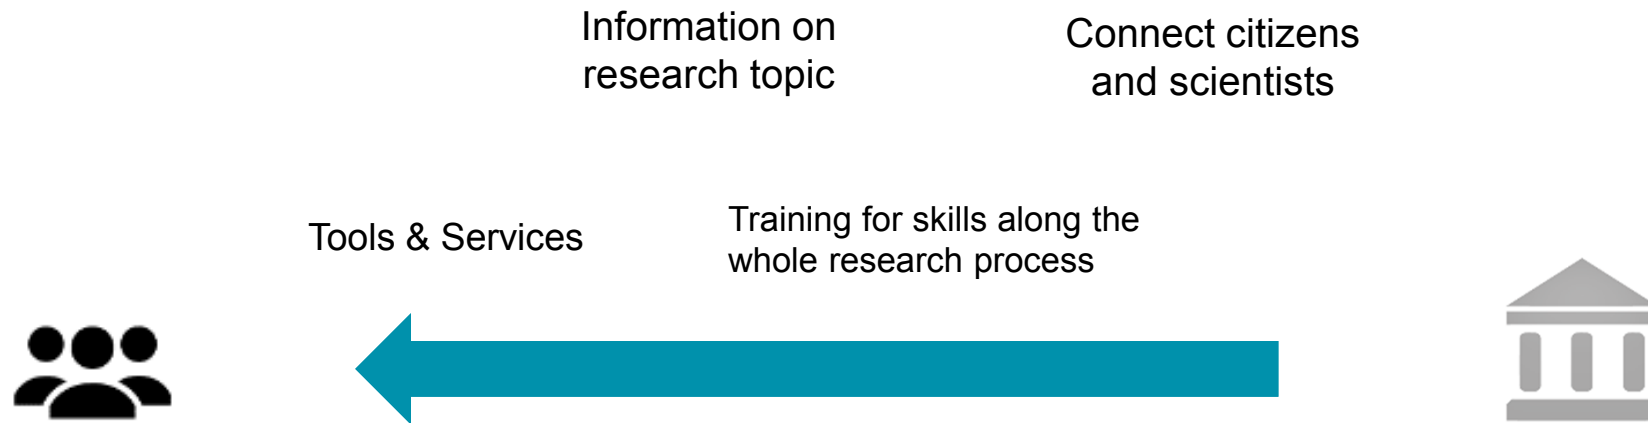 Information on
research topic
Connect citizens
and scientists
Tools & Services
Training for skills along the
whole research process